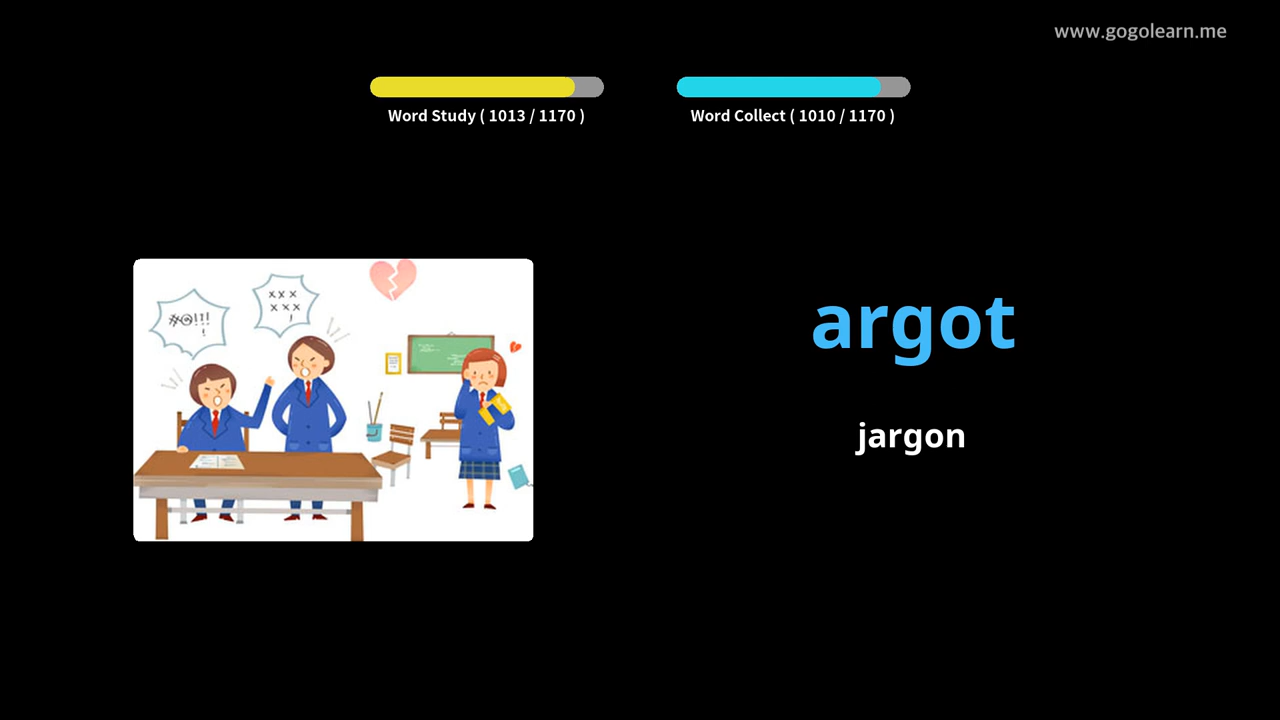 www.gogolearn.me
Word Study ( 1013 / 1170 )
Word Collect ( 1010 / 1170 )
#@!?!
!
x x x
x x x
!
argot
jargon